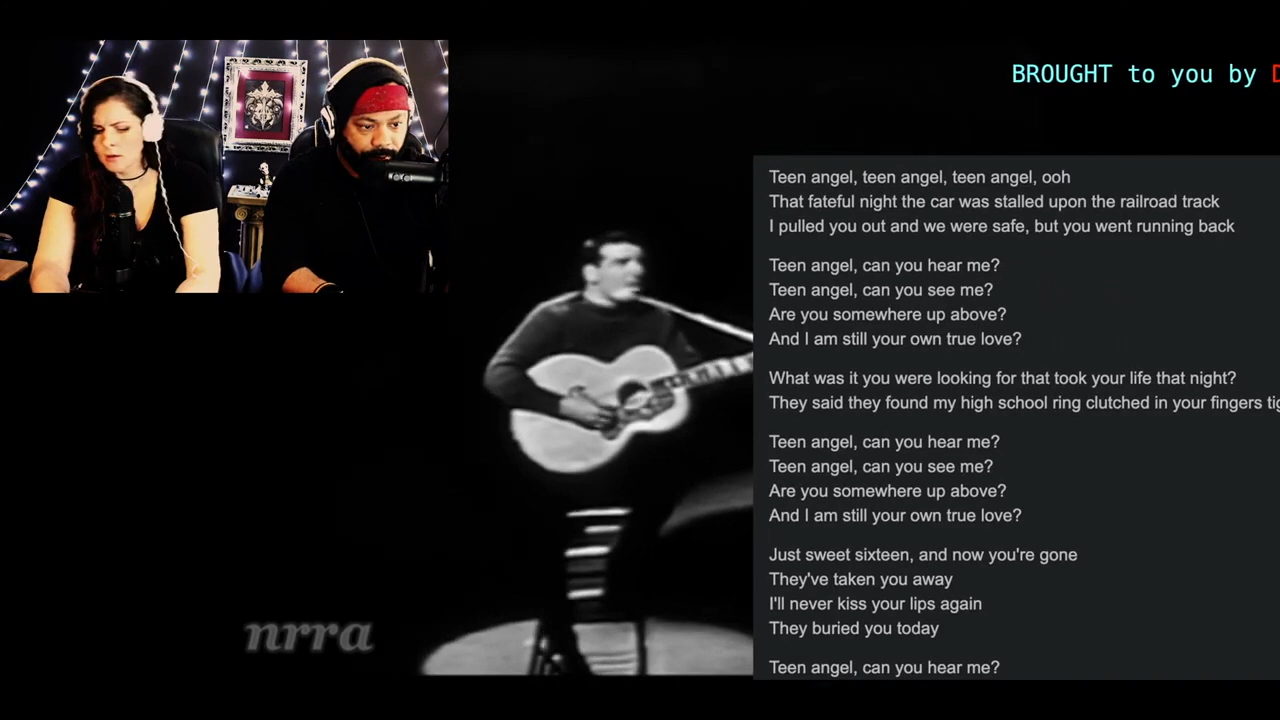 BROUGHT to you by
Teen angel, teen angel, teen angel, ooh
That fateful night the car was stalled upon the railroad track
I pulled you out and we were safe, but you went running back
Teen angel, can you hear me?
Teen angel, can you see me?
Are you somewhere up above?
And I am still your own true love?
What was it you were looking for that took your life that night?
They said they found my high school ring clutched in your fingers
Teen angel, can you hear me?
Teen angel, can you see me?
Are you somewhere up above?
And I am still your own true love?
Just sweet sixteen, and now you're gone
They've taken you away
I'll never kiss your lips again
They buried you today
Teen angel, can you hear me?
nrra